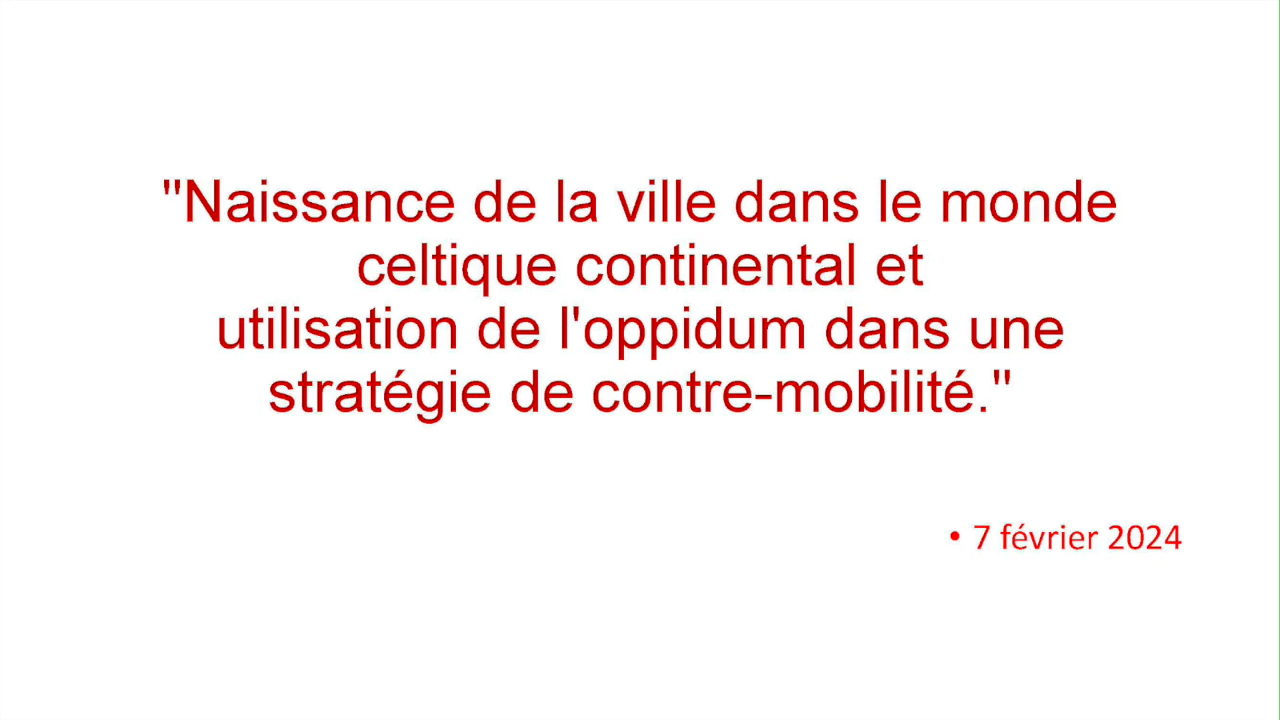 "Naissance de la ville dans le monde
celtique continental et
utilisation de l'oppidum dans une
stratégie de contre-mobilité."
• 7 février 2024